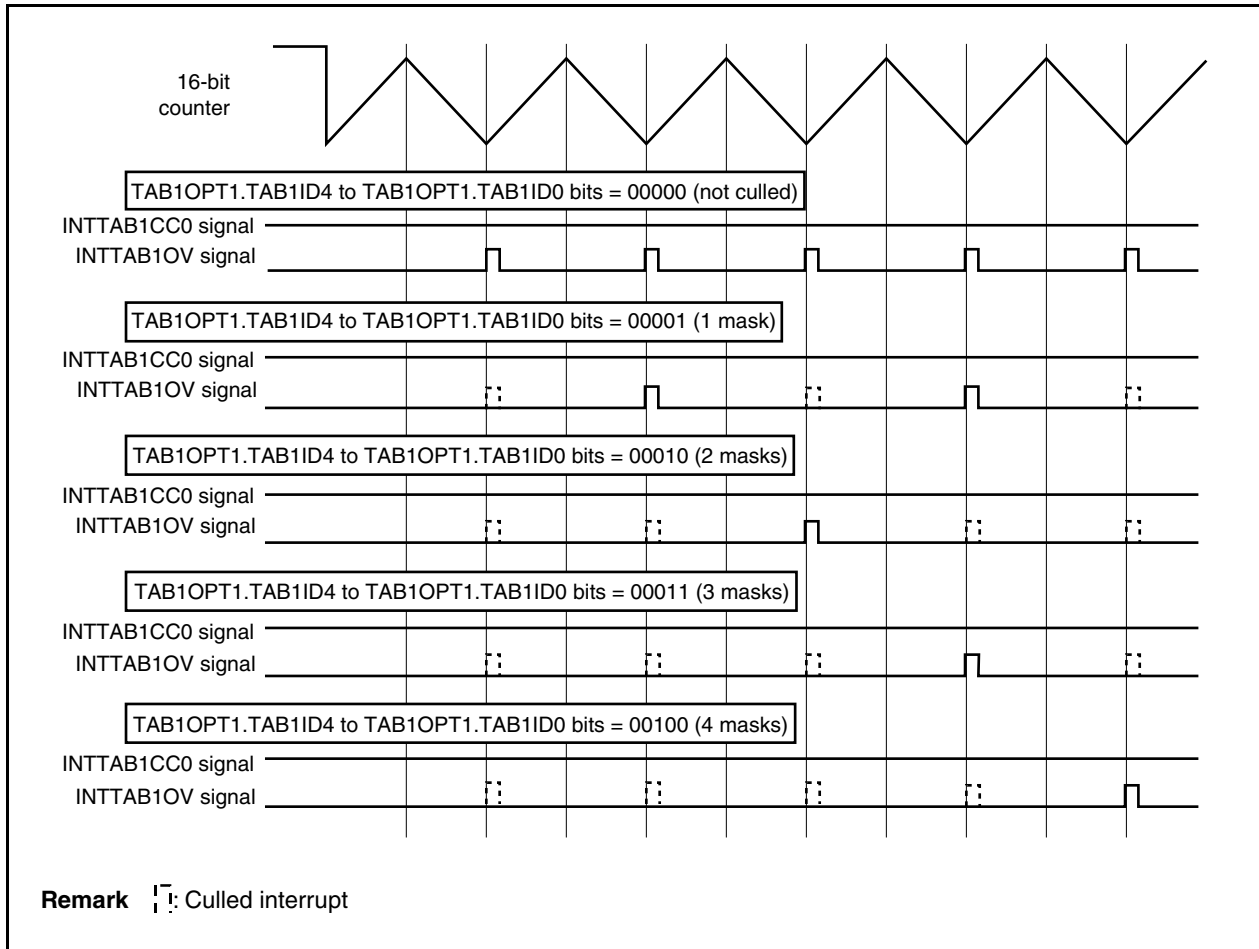 16-bit
counter
TAB1OPT1.TAB1ID4 to TAB1OPT1.TAB1ID0 bits = 00000 (not culled)
INTTAB1CC0 signal
INTTAB1OV signal
TAB1OPT1.TAB1ID4 to TAB1OPT1.TAB1ID0 bits = 00001 (1 mask)
INTTAB1CC0 signal
INTTAB1OV signal
TAB1OPT1.TAB1ID4 to TAB1OPT1.TAB1ID0 bits = 00010 (2 masks)
INTTAB1CC0 signal
INTTAB1OV signal
TAB1OPT1.TAB1ID4 to TAB1OPT1.TAB1ID0 bits = 00011 (3 masks)
INTTAB1CC0 signal
INTTAB1OV signal
TAB1OPT1.TAB1ID4 to TAB1OPT1.TAB1ID0 bits = 00100 (4 masks)
INTTAB1CC0 signal
INTTAB1OV signal
Remark : Culled interrupt